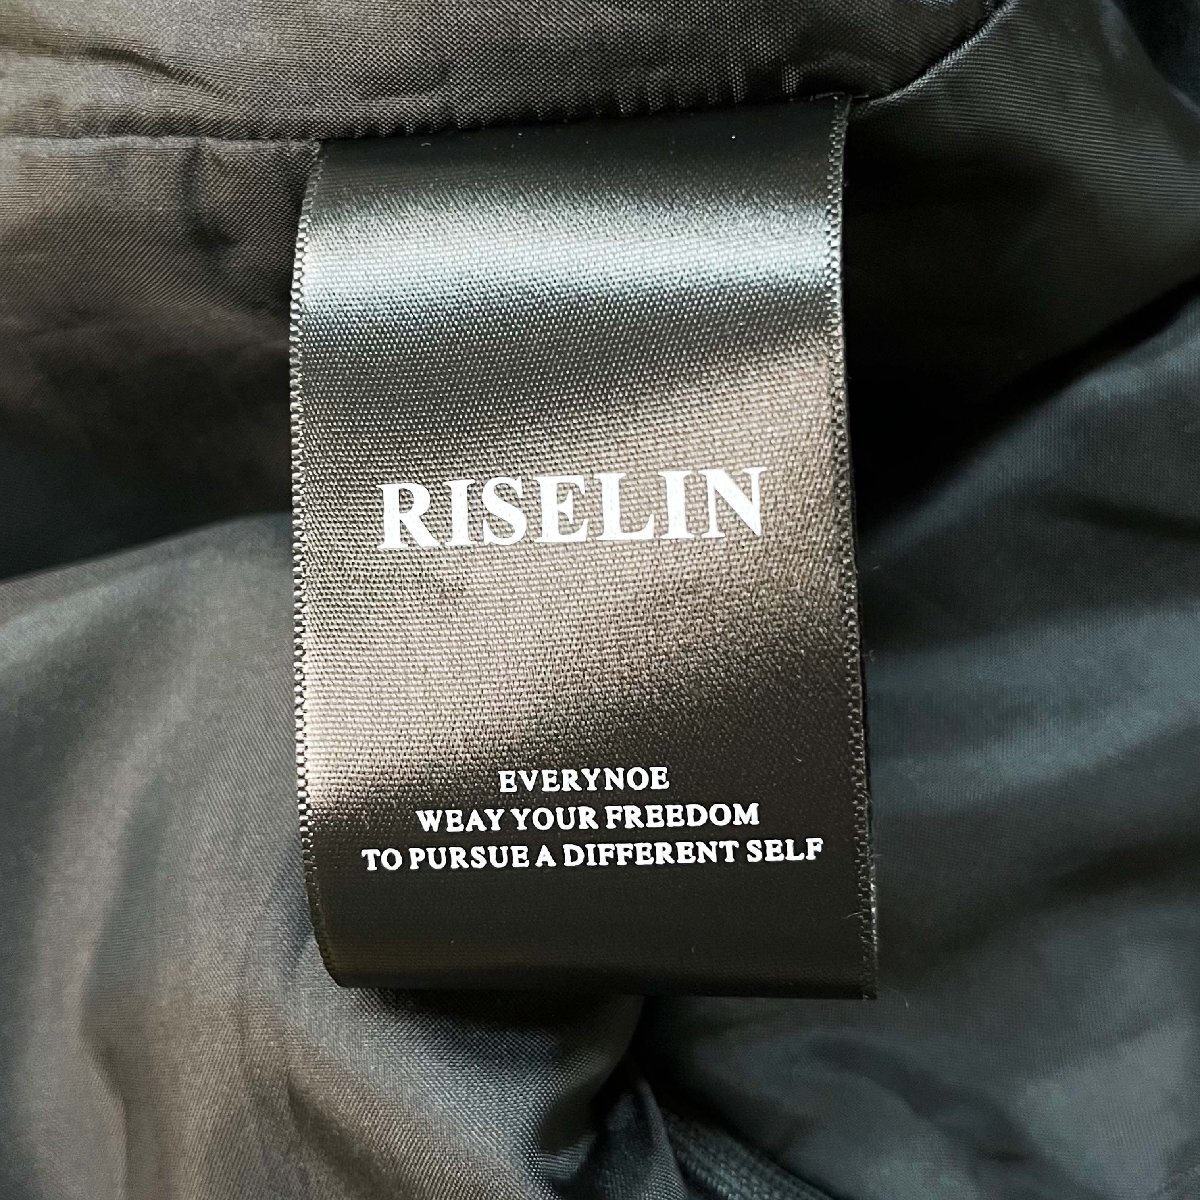 RISELIN
EVERYNOE
WEAY YOUR FREEDOM
TO PURSUE A DIFFERENT SELF